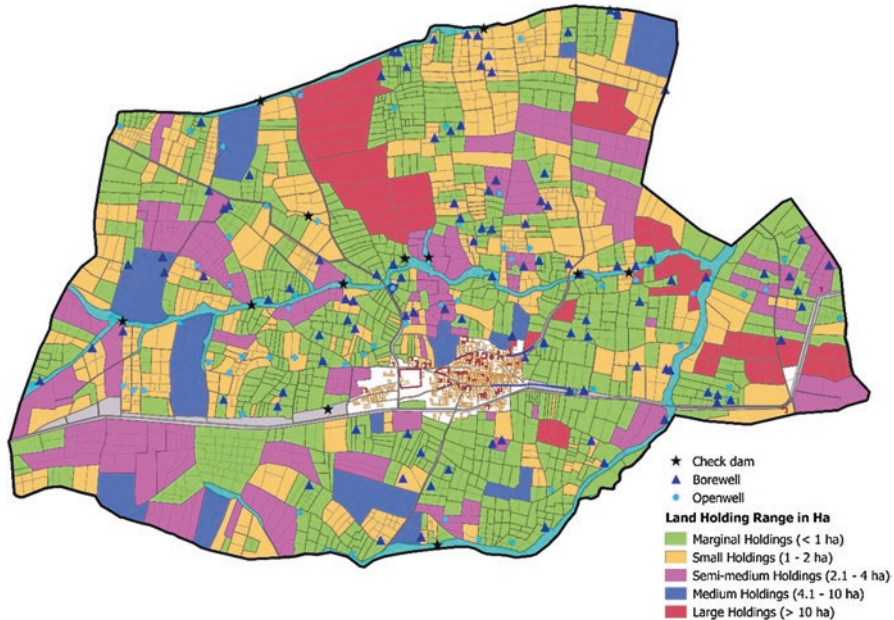 Check dam
Borewell
Openwell
Land Holding Range in Ha
Marginal Holdings (< 1 ha)
Small Holdings (1 - 2 ha)
Semi-medium Holdings (2.1 - 4 ha)
Medium Holdings (4.1 - 10 ha)
Large Holdings (> 10 ha)